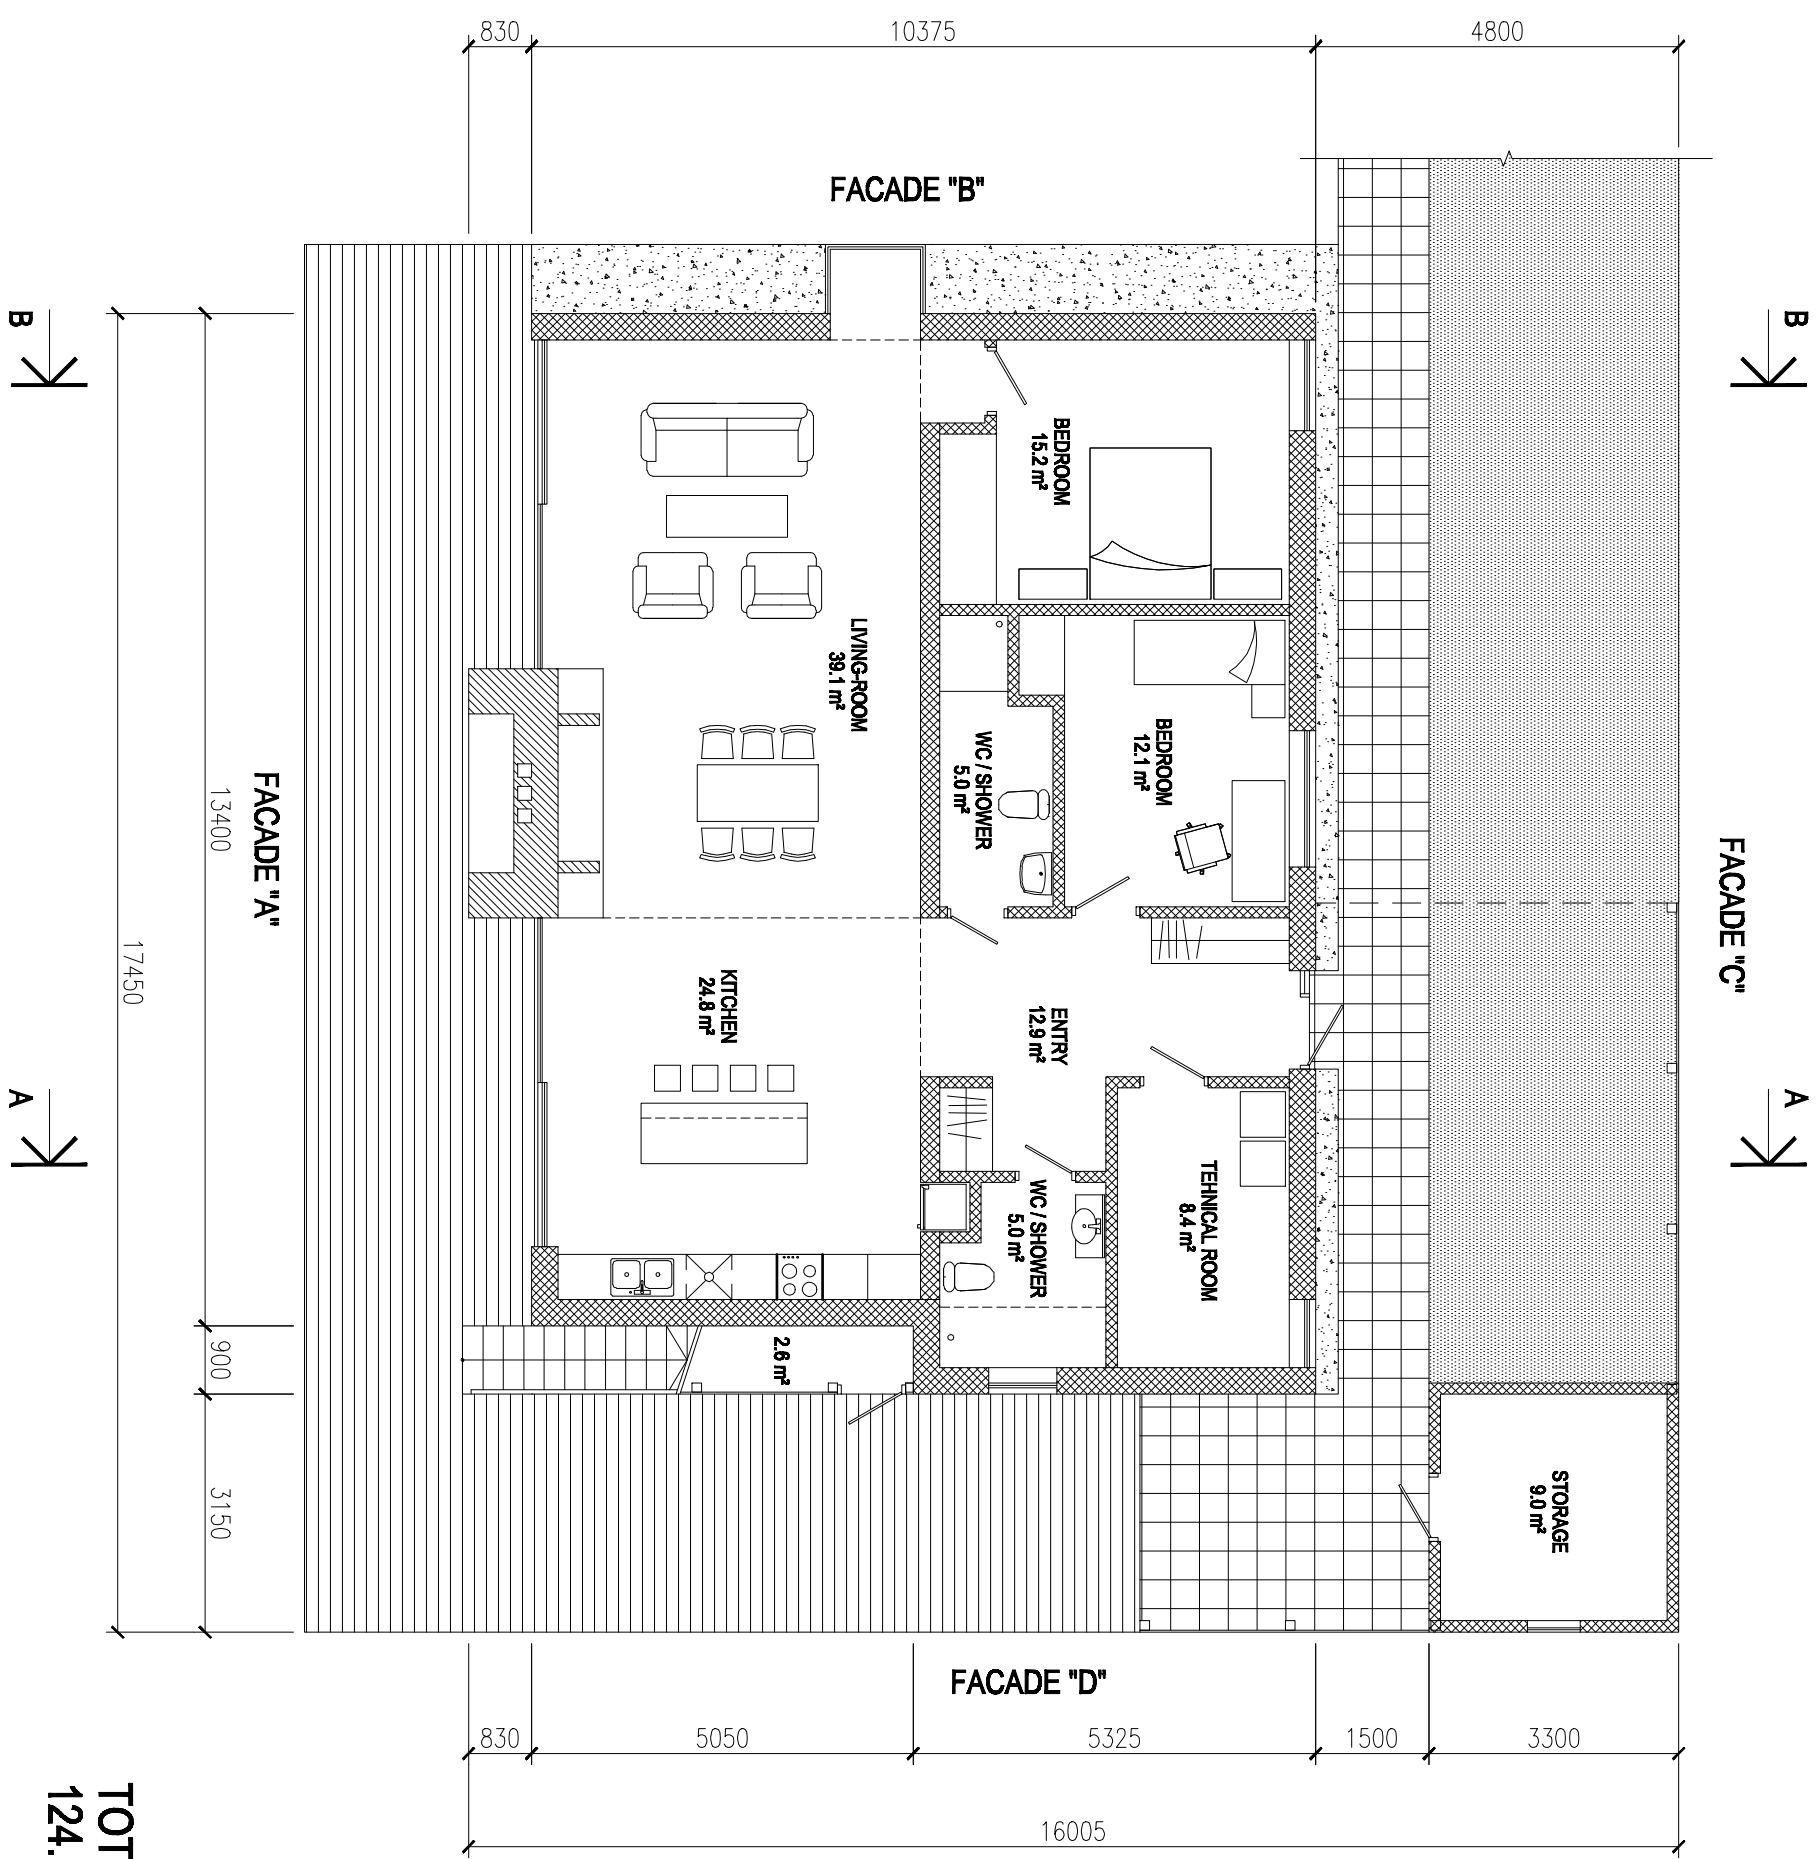 830
10375
4800
FACADE "B"
B
B
BEDROOM
15.2 m²
LIVING-ROOM
39.1 m²
BEDROOM
12.1 m²
WC / SHOWER
5.0 m²
FACADE "A"
13400
17450
FACADE "C"
KITCHEN
24.8 m²
ENTRY
12.9 m²
A
A
TEHNICAL ROOM
8.4 m²
WC / SHOWER
5.0 m²
2.6 m²
900
3150
STORAGE
9.0 m²
FACADE "D"
830
5050
5325
1500
3300
16005
TOT
124.